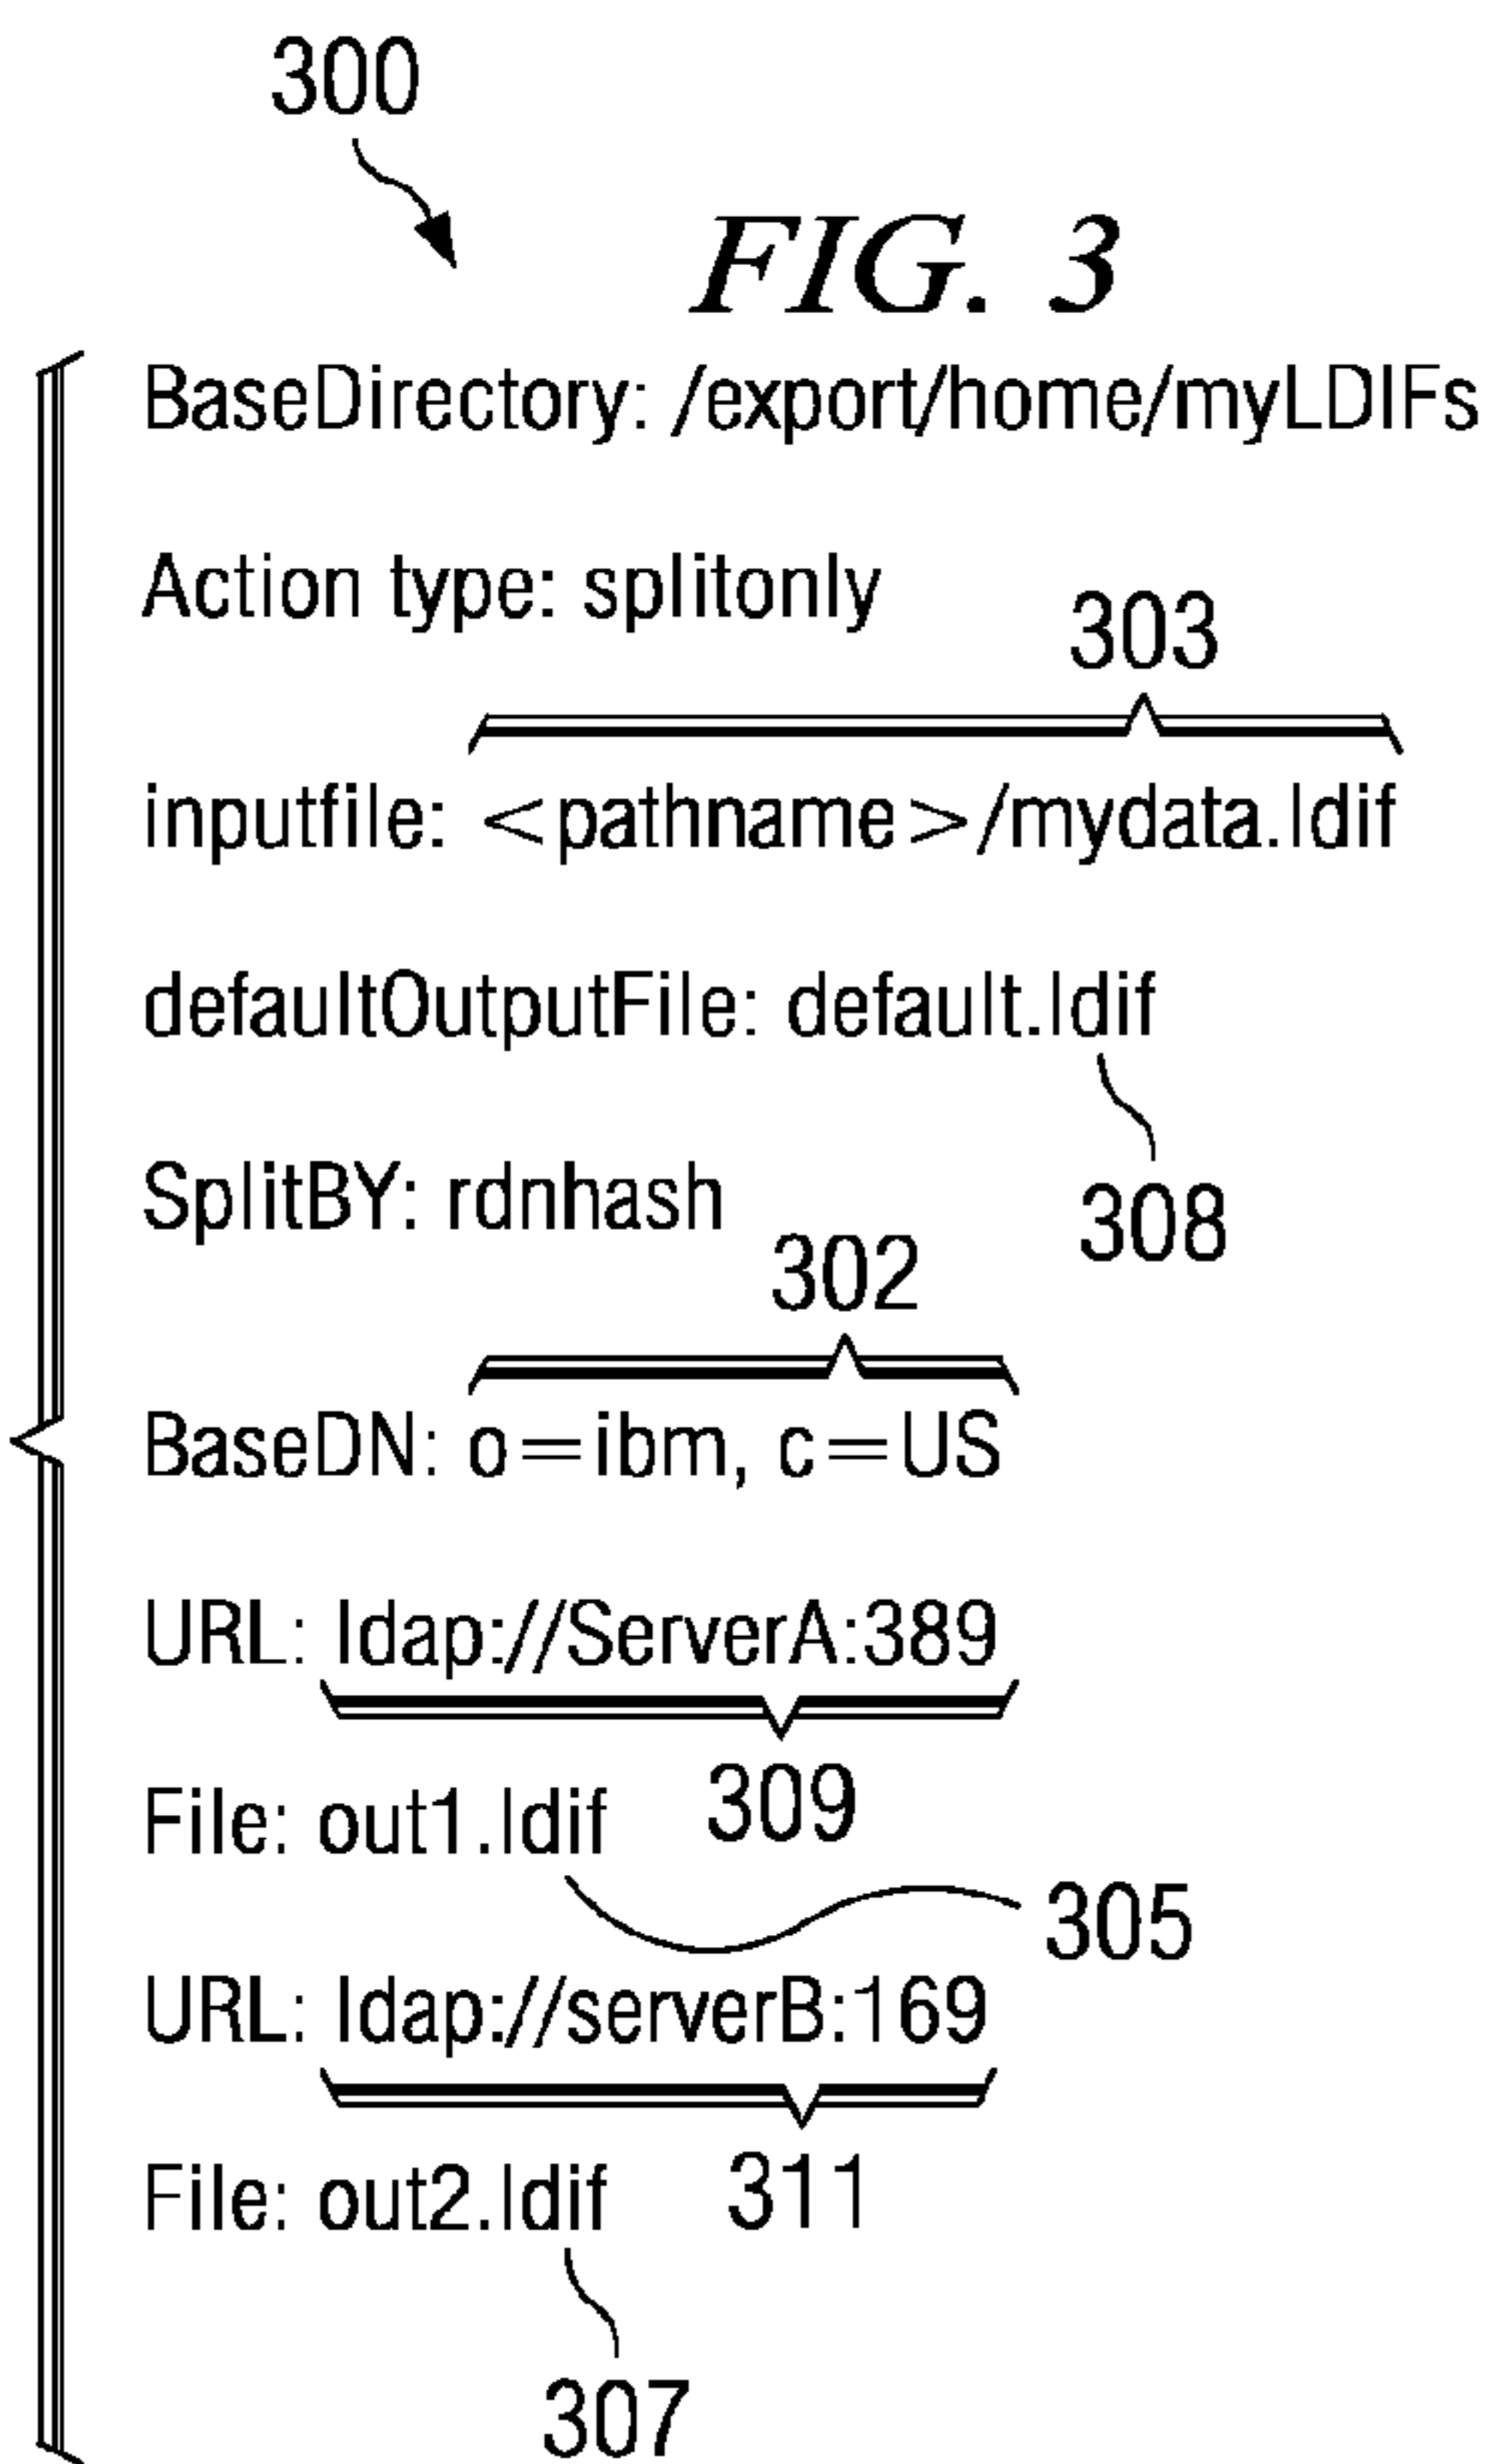 300
FIG. 3
BaseDirectory: /export/home/myLDIFs
Action type: splitonly
303
inputfile: <pathname>/mydata.ldif
defaultOutputFile: default.ldif
308
SplitBY: rdnhash
302
BaseDN: o=ibm, c=US
URL: ldap://ServerA:389
309
File: out1.ldif
305
URL: ldap://serverB:169
311
File: out2.ldif
307